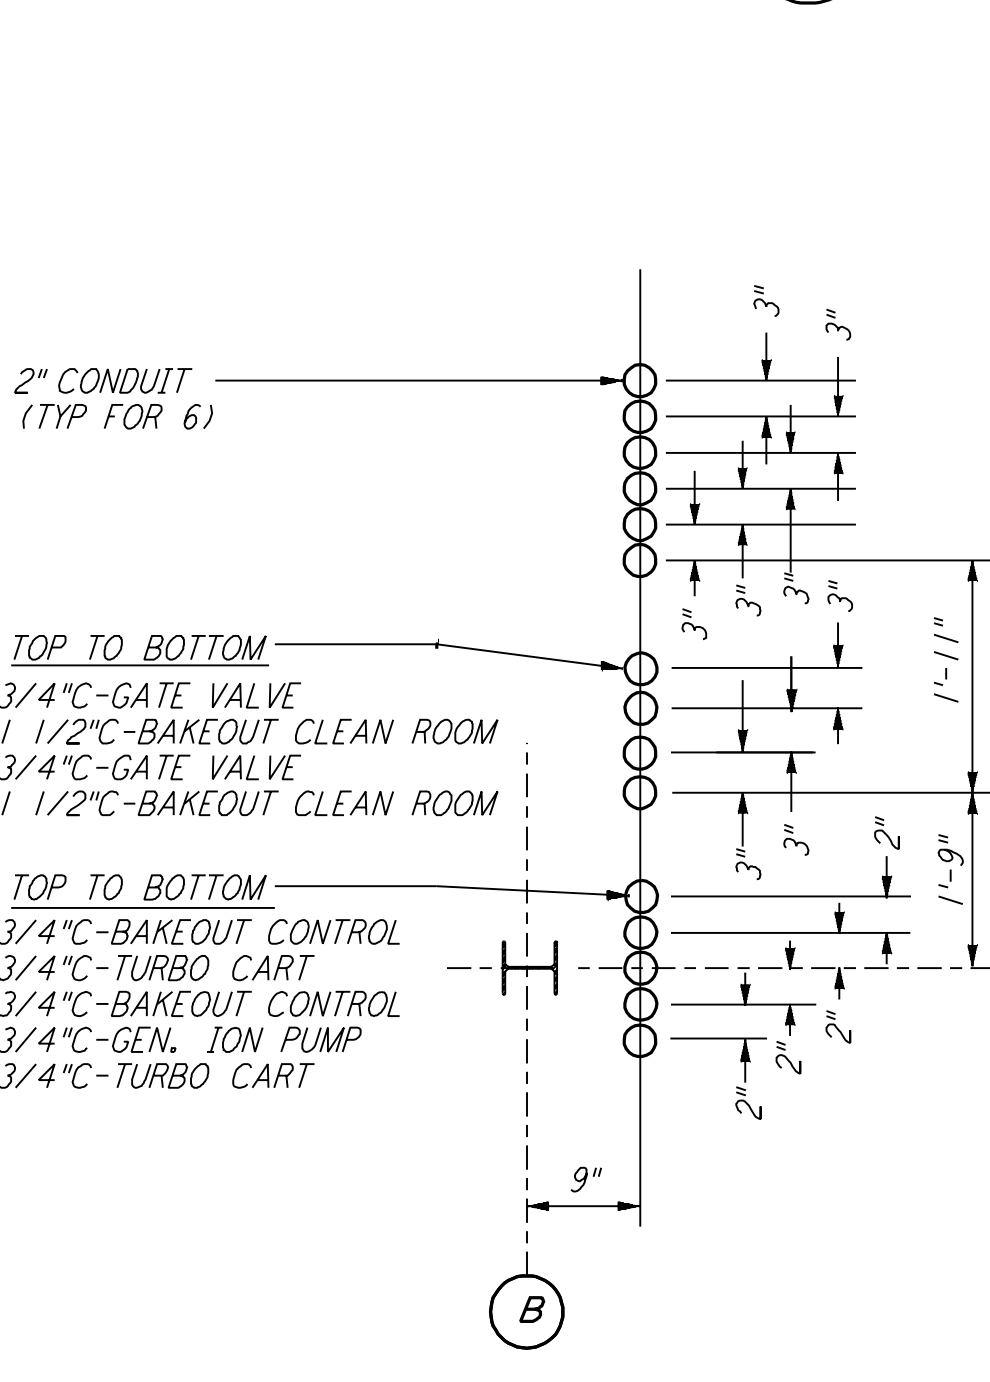 3"
3"
2" CONDUIT
(TYP FOR 6)
3"
3"
3"
3"
TOP TO BOTTOM
3/4"C-GATE VALVE
1 1/2"C-BAKEOUT CLEAN ROOM
3/4"C-GATE VALVE
1 1/2"C-BAKEOUT CLEAN ROOM
1'-11"
3"
3"
2"
1'-9"
TOP TO BOTTOM
3/4"C-BAKEOUT CONTROL
3/4"C-TURBO CART
3/4"C-BAKEOUT CONTROL
3/4"C-GEN. ION PUMP
3/4"C-TURBO CART
2"
2"
2"
9"
B